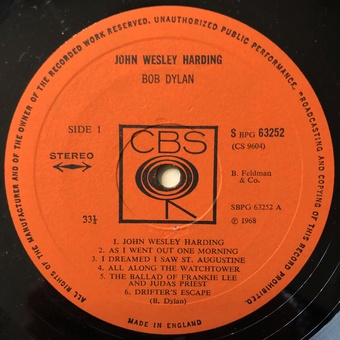 ALL RIGHTS OF THE MANUFACTURER AND OF THE OWNER OF THE RECORDED WORK RESERVED. UNAUTHORIZED PUBLIC PERFORMANCE, BROADCASTING AND COPYING OF THIS RECORD PROHIBITED.
JOHN WESLEY HARDING
BOB DYLAN
SIDE 1
CBS
S BPG 63252
(CS 9604)
STEREO
B. Feldman
& Co.
33⅓
SBPG 63252 A
℗ 1968
1. JOHN WESLEY HARDING
2. AS I WENT OUT ONE MORNING
3. I DREAMED I SAW ST. AUGUSTINE
4. ALL ALONG THE WATCHTOWER
5. THE BALLAD OF FRANKIE LEE
AND JUDAS PRIEST
6. DRIFTER'S ESCAPE
(B. Dylan)
MADE IN ENGLAND